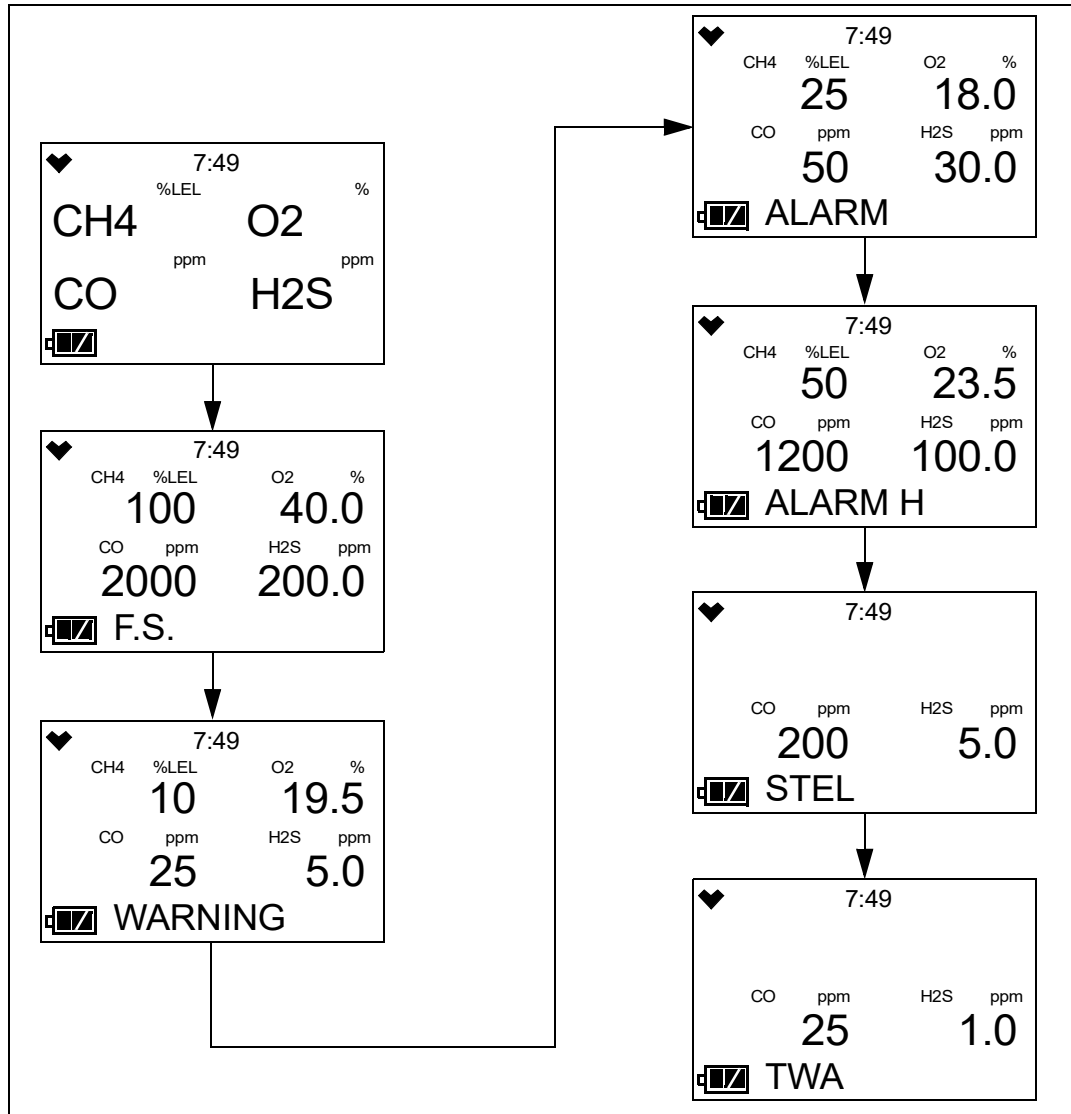 7:49
%LEL %
CH4 O2
ppm ppm
CO H2S
7:49
CH4 %LEL O2 %
100 40.0
CO ppm H2S ppm
2000 200.0
F.S.
7:49
CH4 %LEL O2 %
10 19.5
CO ppm H2S ppm
25 5.0
WARNING
7:49
CH4 %LEL O2 %
25 18.0
CO ppm H2S ppm
50 30.0
ALARM
7:49
CH4 %LEL O2 %
50 23.5
CO ppm H2S ppm
1200 100.0
ALARM H
7:49
CO ppm H2S ppm
200 5.0
STEL
7:49
CO ppm H2S ppm
25 1.0
TWA